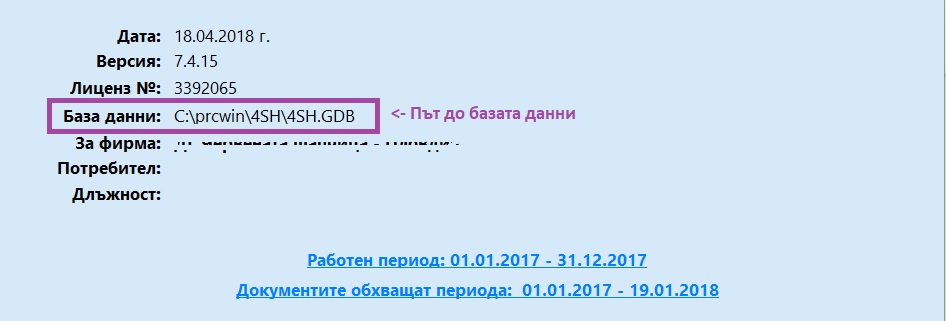 Дата: 18.04.2018 г.
Версия: 7.4.15
Лиценз №: 3392065
База данни: C:\prcwin\4SH\4SH.GDB <- Път до базата данни
За фирма:
Потребител:
Длъжност:
Работен период: 01.01.2017 - 31.12.2017
Документите обхващат периода: 01.01.2017 - 19.01.2018